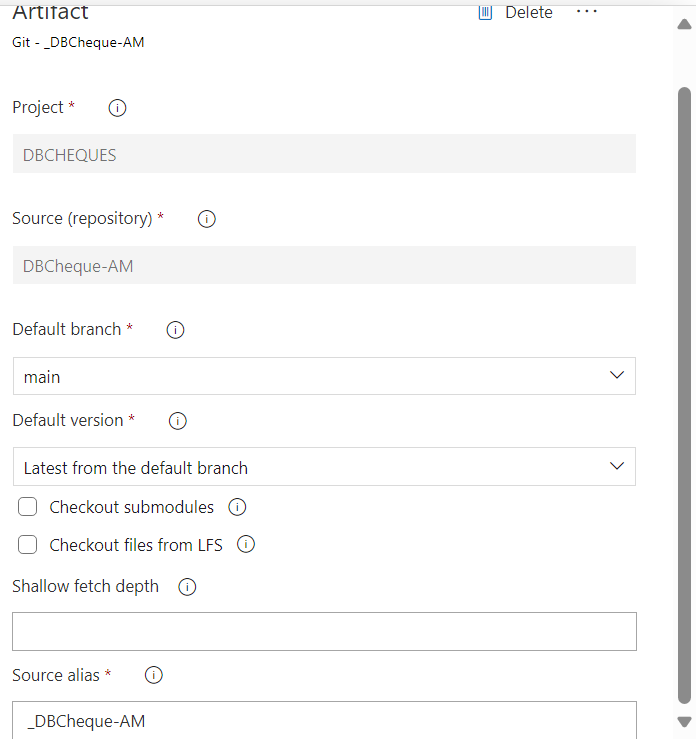 Artifact
Delete ...
Git - _DBCheque-AM
Project *
DBCHEQUES
Source (repository) *
DBCheque-AM
Default branch *
main
Default version *
Latest from the default branch
Checkout submodules
Checkout files from LFS
Shallow fetch depth
Source alias *
_DBCheque-AM